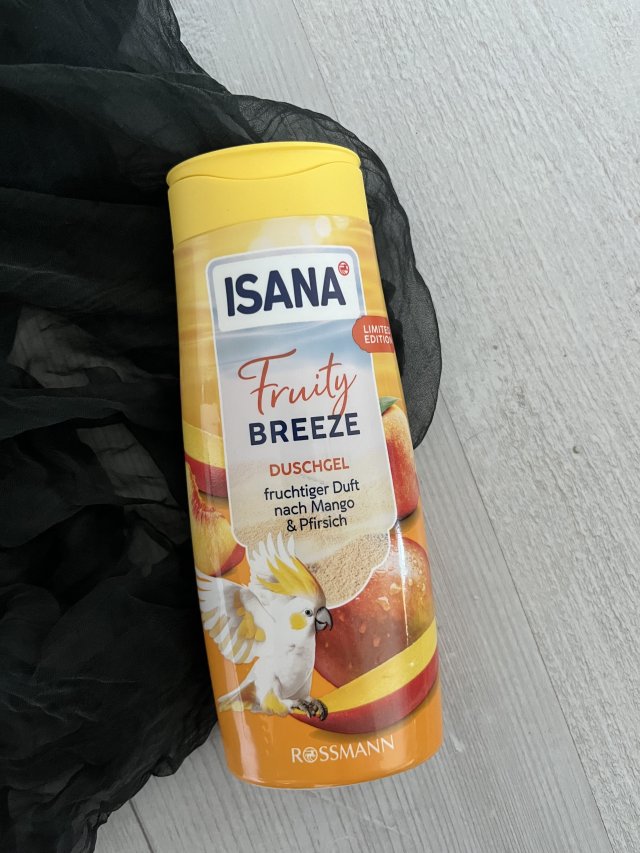 ISANA
LIMITED
EDITION
Fruity
BREEZE
DUSCHGEL
fruchtiger Duft
nach Mango
& Pfirsich
ROSSMANN